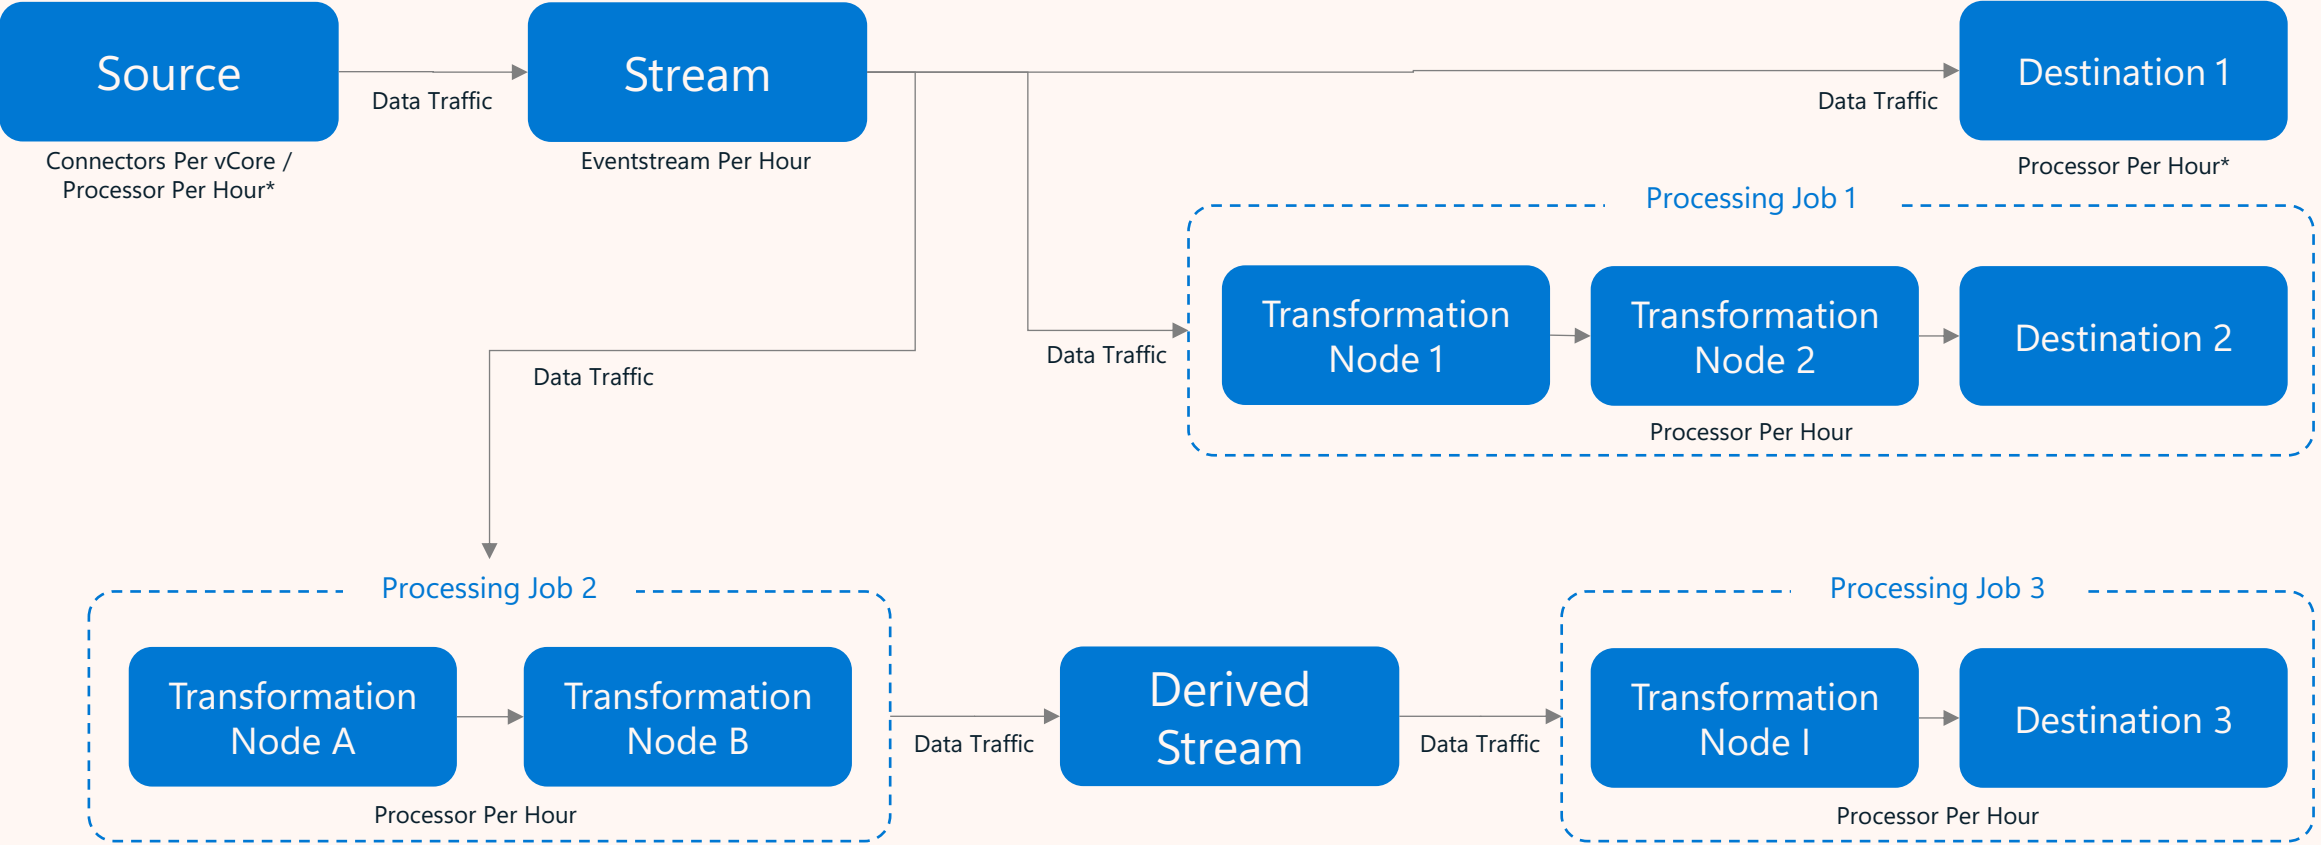 Source
Data Traffic
Connectors Per vCore /
Processor Per Hour*
Stream
Eventstream Per Hour
Data Traffic
Destination 1
Processor Per Hour*
Processing Job 1
Data Traffic
Transformation
Node 1
Transformation
Node 2
Destination 2
Processor Per Hour
Data Traffic
Processing Job 2
Transformation
Node A
Transformation
Node B
Processor Per Hour
Data Traffic
Derived
Stream
Data Traffic
Processing Job 3
Transformation
Node I
Destination 3
Processor Per Hour